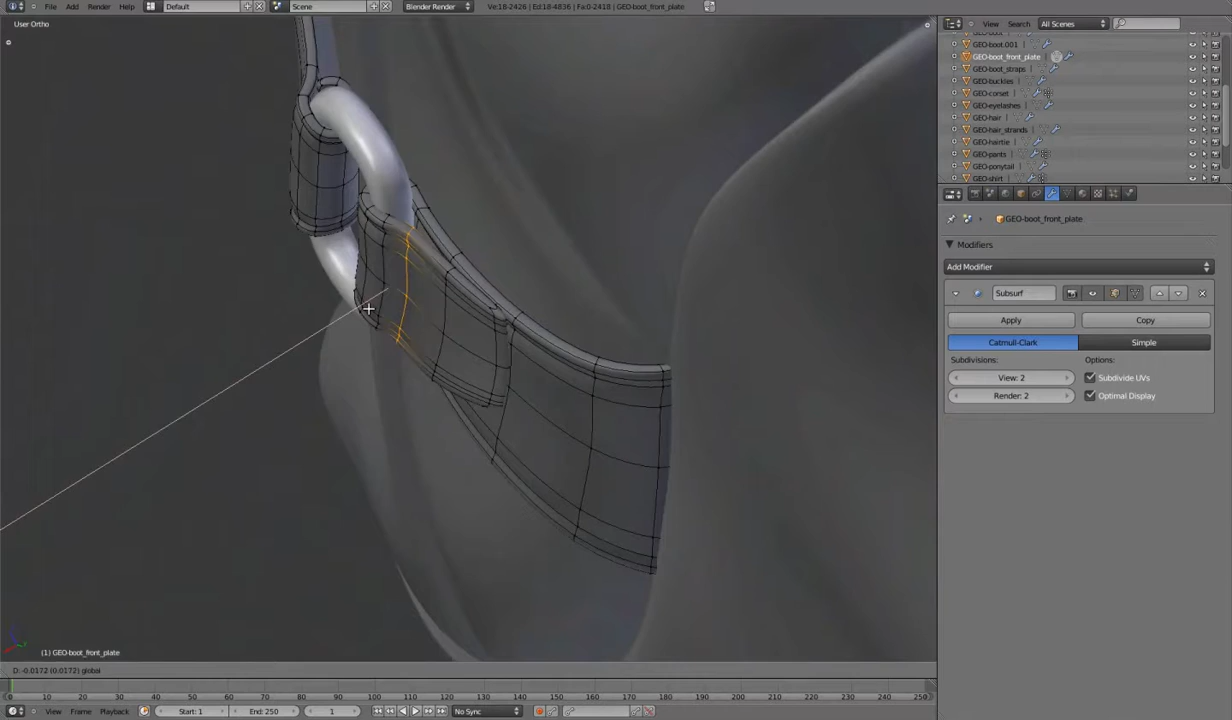 File Add Render Help Default Scene Blender Render Ve:18-2426 | Ed:18-4836 | Fa:0-2418 | GEO-boot_front_plate
User Ortho
View Search All Scenes
GEO-boot.001
GEO-boot_front_plate
GEO-boot_straps
GEO-buckles
GEO-corset
GEO-eyelashes
GEO-hair
GEO-hair_strands
GEO-hairtie
GEO-pants
GEO-ponytail
GEO-shirt
GEO-boot_front_plate
Modifiers
Add Modifier
Subsurf
Apply Copy
Catmull-Clark Simple
Subdivisions: Options:
View: 2 Subdivide UVs
Render: 2 Optimal Display
(1) GEO-boot_front_plate
D: -0.0172 (0.0172) global
0 10 20 30 40 50 60 70 80 90 100 110 120 130 140 150 160 170 180 190 200 210 220 230 240 250
View Frame Playback Start: 1 End: 250 1 No Sync